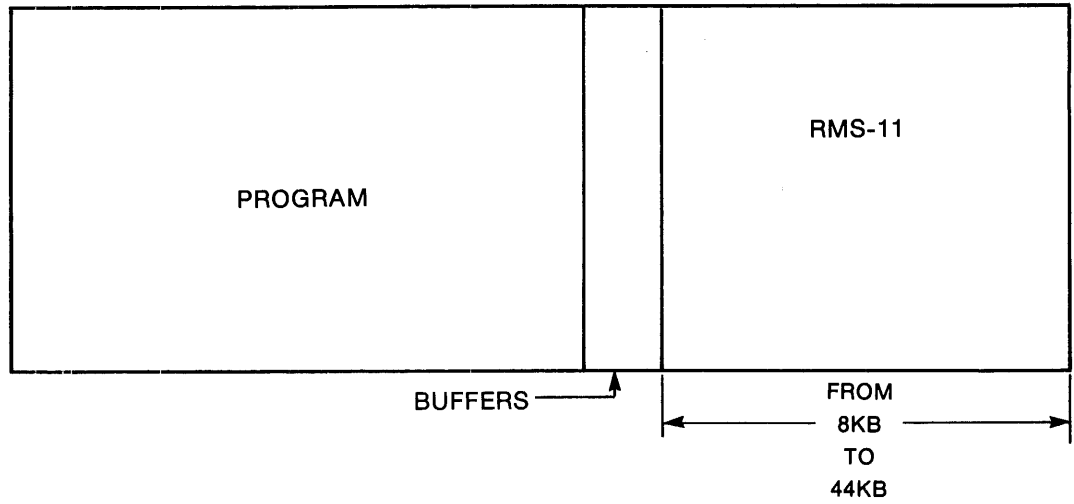 RMS-11
PROGRAM
BUFFERS
FROM
8KB
TO
44KB